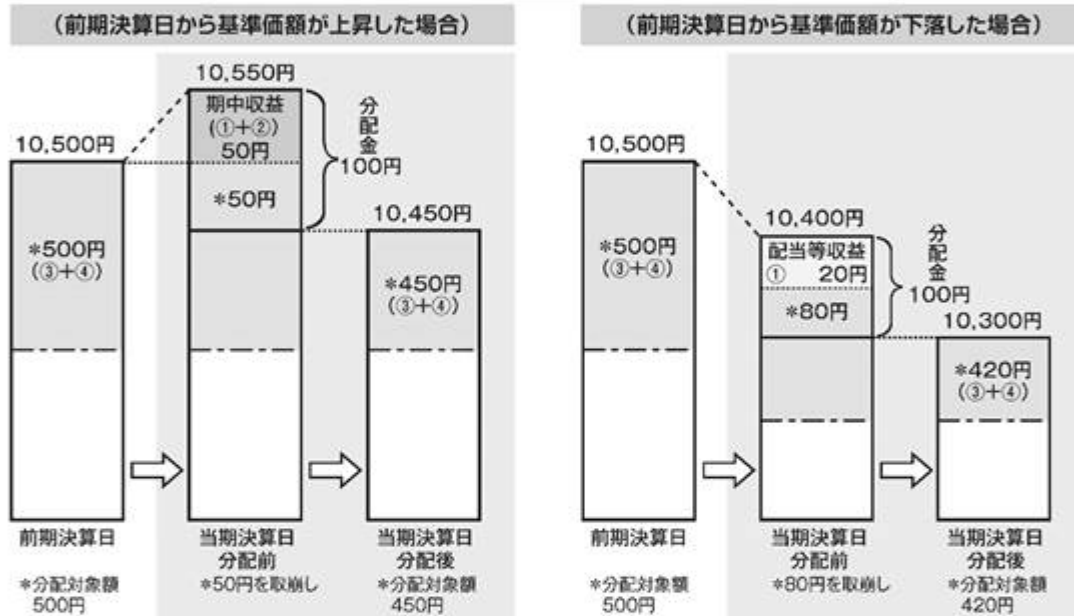 (前期決算日から基準価額が上昇した場合)
10,550円
期中収益
(①+②)
50円
*50円
分配金
100円
10,500円
*500円
(③+④)
10,450円
*450円
(③+④)
前期決算日
当期決算日
分配前
当期決算日
分配後
*分配対象額
500円
*50円を取崩し
*分配対象額
450円
(前期決算日から基準価額が下落した場合)
10,500円
*500円
(③+④)
10,400円
配当等収益
① 20円
*80円
分配金
100円
10,300円
*420円
(③+④)
前期決算日
当期決算日
分配前
当期決算日
分配後
*分配対象額
500円
*80円を取崩し
*分配対象額
420円